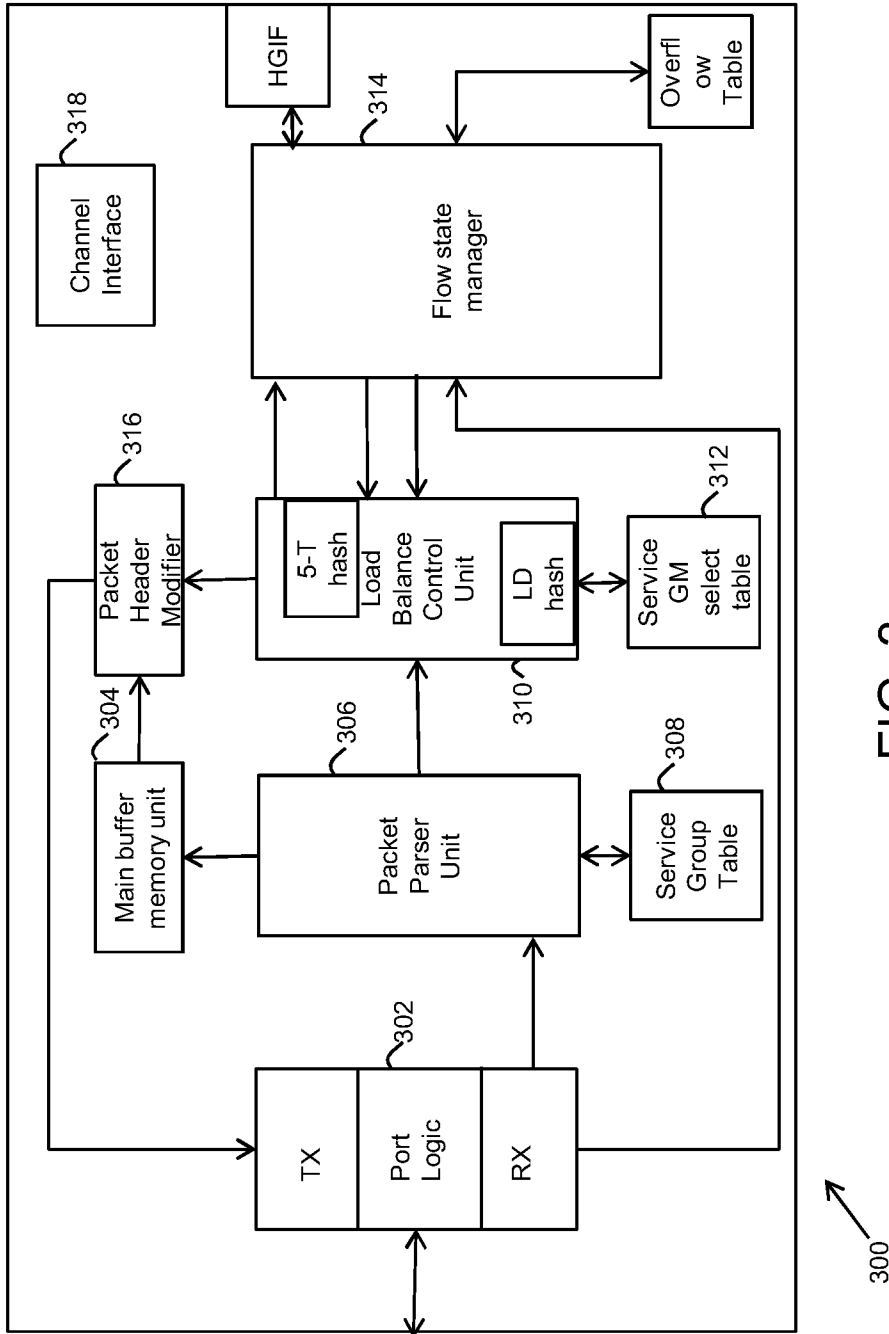 318
Channel
Interface
HGIF
314
Flow state
manager
Overfl
ow
Table
316
Packet
Header
Modifier
304
Main buffer
memory unit
5-T
hash
Load
Balance
Control
Unit
LD
hash
310
312
Service
GM
select
table
306
Packet
Parser
Unit
308
Service
Group
Table
302
TX
Port
Logic
RX
300